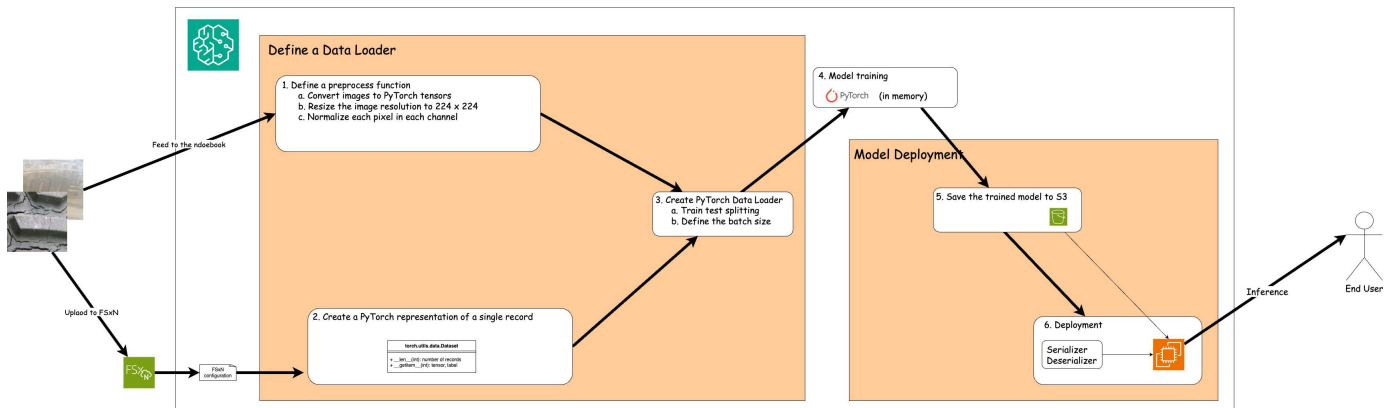 Define a Data Loader
1. Define a preprocess function
a. Convert images to PyTorch tensors
b. Resize the image resolution to 224 x 224
c. Normalize each pixel in each channel
4. Model training
PyTorch (in memory)
Feed to the ndoebook
Model Deployment
3. Create PyTorch Data Loader
a. Train test splitting
b. Define the batch size
5. Save the trained model to S3
Uplaod to FSxN
2. Create a PyTorch representation of a single record
torch.utils.data.Dataset
+ __len__(int): number of records
+ __getitem__(int): tensor, label
FSxN
FSxN
configuration
6. Deployment
Serializer
Deserializer
Inference
End User